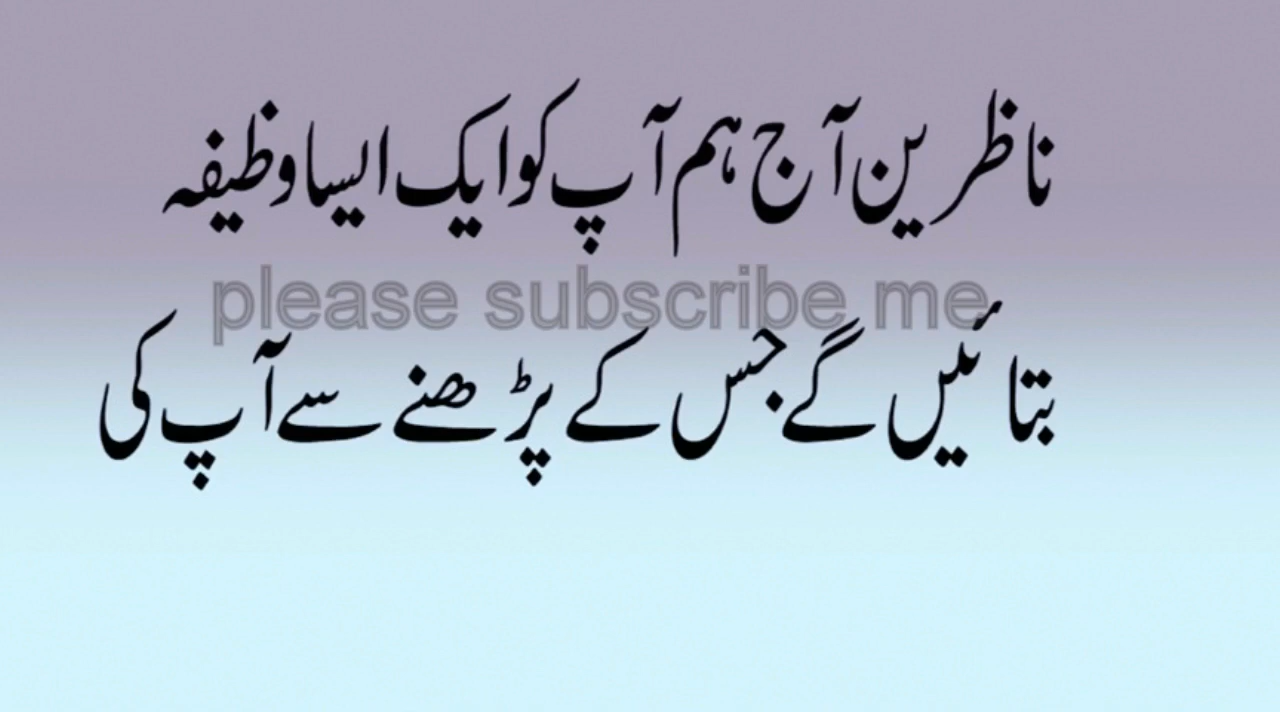 ناظرین آج ہم آپ کو ایک ایسا وظیفہ
please subscribe me
بتائیں گے جس کے پڑھنے سے آپ کی